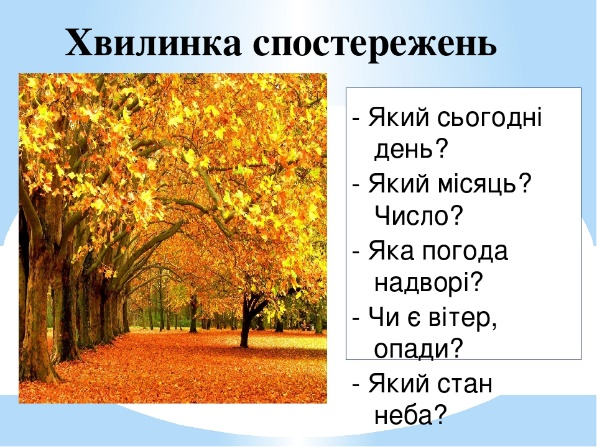 Хвилинка спостережень
- Який сьогодні
день?
- Який місяць?
Число?
- Яка погода
надворі?
- Чи є вітер,
опади?
- Який стан
неба?